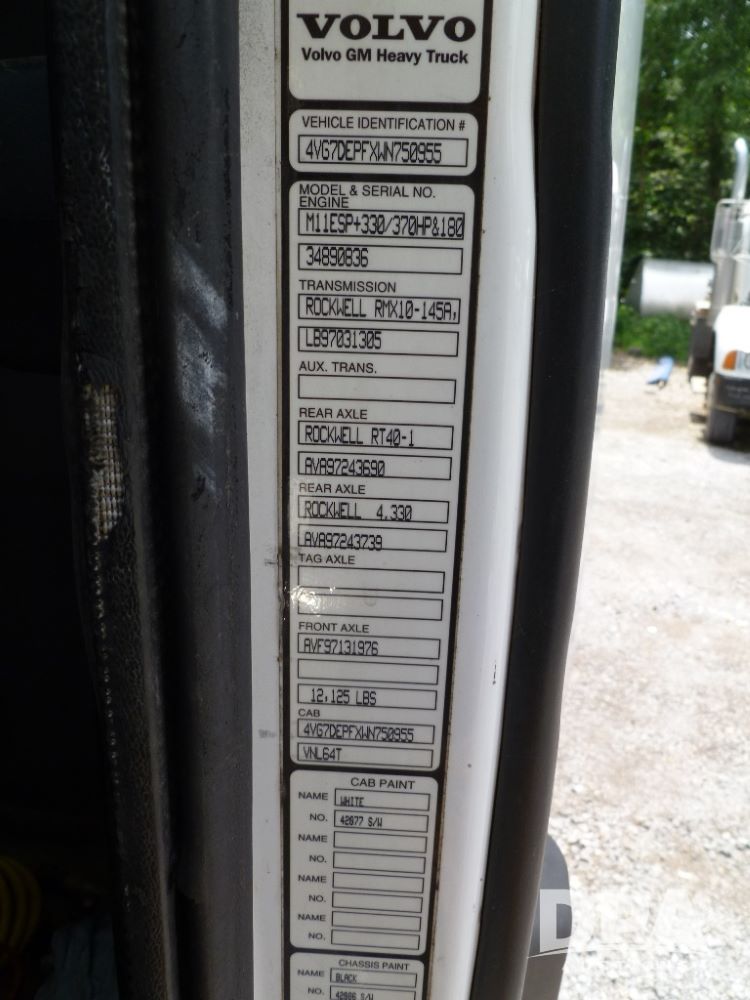 VOLVO
Volvo GM Heavy Truck
VEHICLE IDENTIFICATION #
4VG7DEPFXWN750955
MODEL & SERIAL NO.
ENGINE
M11ESP+330/370HP&180
34890836
TRANSMISSION
ROCKWELL RMX10-145A,
LB97031305
AUX. TRANS.
REAR AXLE
ROCKWELL RT40-1
AVA97243690
REAR AXLE
ROCKWELL 4.330
AVA97243739
TAG AXLE
FRONT AXLE
AVF97131976
12,125 LBS
CAB
4VG7DEPFXWN750955
VNL64T
CAB PAINT
NAME WHITE
NO. 42677 S/W
NAME
NO.
NAME
NO.
NAME
NO.
CHASSIS PAINT
NAME BLACK
NO.